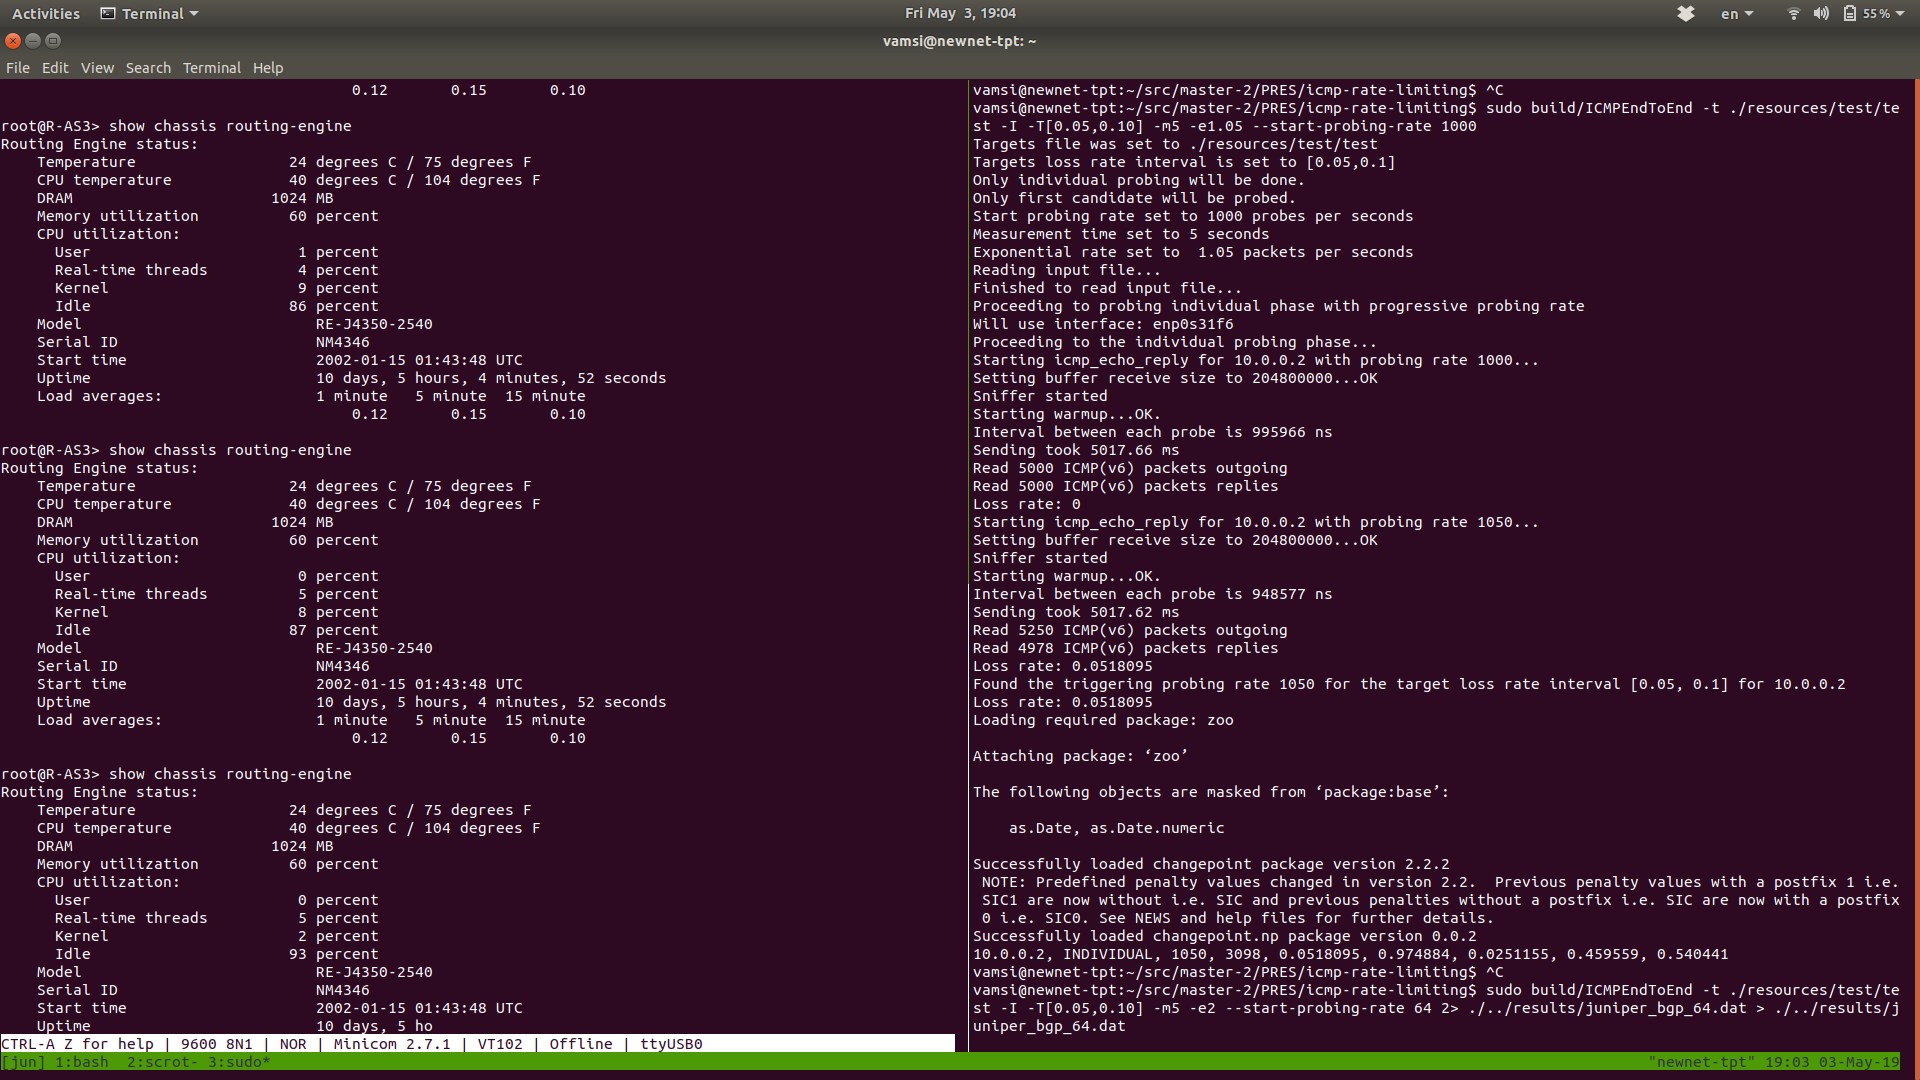 Activities Terminal Fri May 3, 19:04 en 55 %
vamsi@newnet-tpt: ~
File Edit View Search Terminal Help
0.12 0.15 0.10
root@R-AS3> show chassis routing-engine
Routing Engine status:
Temperature 24 degrees C / 75 degrees F
CPU temperature 40 degrees C / 104 degrees F
DRAM 1024 MB
Memory utilization 60 percent
CPU utilization:
User 1 percent
Real-time threads 4 percent
Kernel 9 percent
Idle 86 percent
Model RE-J4350-2540
Serial ID NM4346
Start time 2002-01-15 01:43:48 UTC
Uptime 10 days, 5 hours, 4 minutes, 52 seconds
Load averages: 1 minute 5 minute 15 minute
0.12 0.15 0.10
root@R-AS3> show chassis routing-engine
Routing Engine status:
Temperature 24 degrees C / 75 degrees F
CPU temperature 40 degrees C / 104 degrees F
DRAM 1024 MB
Memory utilization 60 percent
CPU utilization:
User 0 percent
Real-time threads 5 percent
Kernel 8 percent
Idle 87 percent
Model RE-J4350-2540
Serial ID NM4346
Start time 2002-01-15 01:43:48 UTC
Uptime 10 days, 5 hours, 4 minutes, 52 seconds
Load averages: 1 minute 5 minute 15 minute
0.12 0.15 0.10
root@R-AS3> show chassis routing-engine
Routing Engine status:
Temperature 24 degrees C / 75 degrees F
CPU temperature 40 degrees C / 104 degrees F
DRAM 1024 MB
Memory utilization 60 percent
CPU utilization:
User 0 percent
Real-time threads 5 percent
Kernel 2 percent
Idle 93 percent
Model RE-J4350-2540
Serial ID NM4346
Start time 2002-01-15 01:43:48 UTC
Uptime 10 days, 5 ho
CTRL-A Z for help | 9600 8N1 | NOR | Minicom 2.7.1 | VT102 | Offline | ttyUSB0
vamsi@newnet-tpt:~/src/master-2/PRES/icmp-rate-limiting$ ^C
vamsi@newnet-tpt:~/src/master-2/PRES/icmp-rate-limiting$ sudo build/ICMPEndToEnd -t ./resources/test/te
st -I -T[0.05,0.10] -m5 -e1.05 --start-probing-rate 1000
Targets file was set to ./resources/test/test
Targets loss rate interval is set to [0.05,0.1]
Only individual probing will be done.
Only first candidate will be probed.
Start probing rate set to 1000 probes per seconds
Measurement time set to 5 seconds
Exponential rate set to  1.05 packets per seconds
Reading input file...
Finished to read input file...
Proceeding to probing individual phase with progressive probing rate
Will use interface: enp0s31f6
Proceeding to the individual probing phase...
Starting icmp_echo_reply for 10.0.0.2 with probing rate 1000...
Setting buffer receive size to 204800000...OK
Sniffer started
Starting warmup...OK.
Interval between each probe is 995966 ns
Sending took 5017.66 ms
Read 5000 ICMP(v6) packets outgoing
Read 5000 ICMP(v6) packets replies
Loss rate: 0
Starting icmp_echo_reply for 10.0.0.2 with probing rate 1050...
Setting buffer receive size to 204800000...OK
Sniffer started
Starting warmup...OK.
Interval between each probe is 948577 ns
Sending took 5017.62 ms
Read 5250 ICMP(v6) packets outgoing
Read 4978 ICMP(v6) packets replies
Loss rate: 0.0518095
Found the triggering probing rate 1050 for the target loss rate interval [0.05, 0.1] for 10.0.0.2
Loss rate: 0.0518095
Loading required package: zoo
Attaching package: ‘zoo’
The following objects are masked from ‘package:base’:
as.Date, as.Date.numeric
Successfully loaded changepoint package version 2.2.2
NOTE: Predefined penalty values changed in version 2.2.  Previous penalty values with a postfix 1 i.e.
SIC1 are now without i.e. SIC and previous penalties without a postfix i.e. SIC are now with a postfix
0 i.e. SIC0. See NEWS and help files for further details.
Successfully loaded changepoint.np package version 0.0.2
10.0.0.2, INDIVIDUAL, 1050, 3098, 0.0518095, 0.974884, 0.0251155, 0.459559, 0.540441
vamsi@newnet-tpt:~/src/master-2/PRES/icmp-rate-limiting$ ^C
vamsi@newnet-tpt:~/src/master-2/PRES/icmp-rate-limiting$ sudo build/ICMPEndToEnd -t ./resources/test/te
st -I -T[0.05,0.10] -m5 -e2 --start-probing-rate 64 2> ./../results/juniper_bgp_64.dat > ./../results/j
uniper_bgp_64.dat
[jun] 1:bash  2:scrot- 3:sudo* "newnet-tpt" 19:03 03-May-19